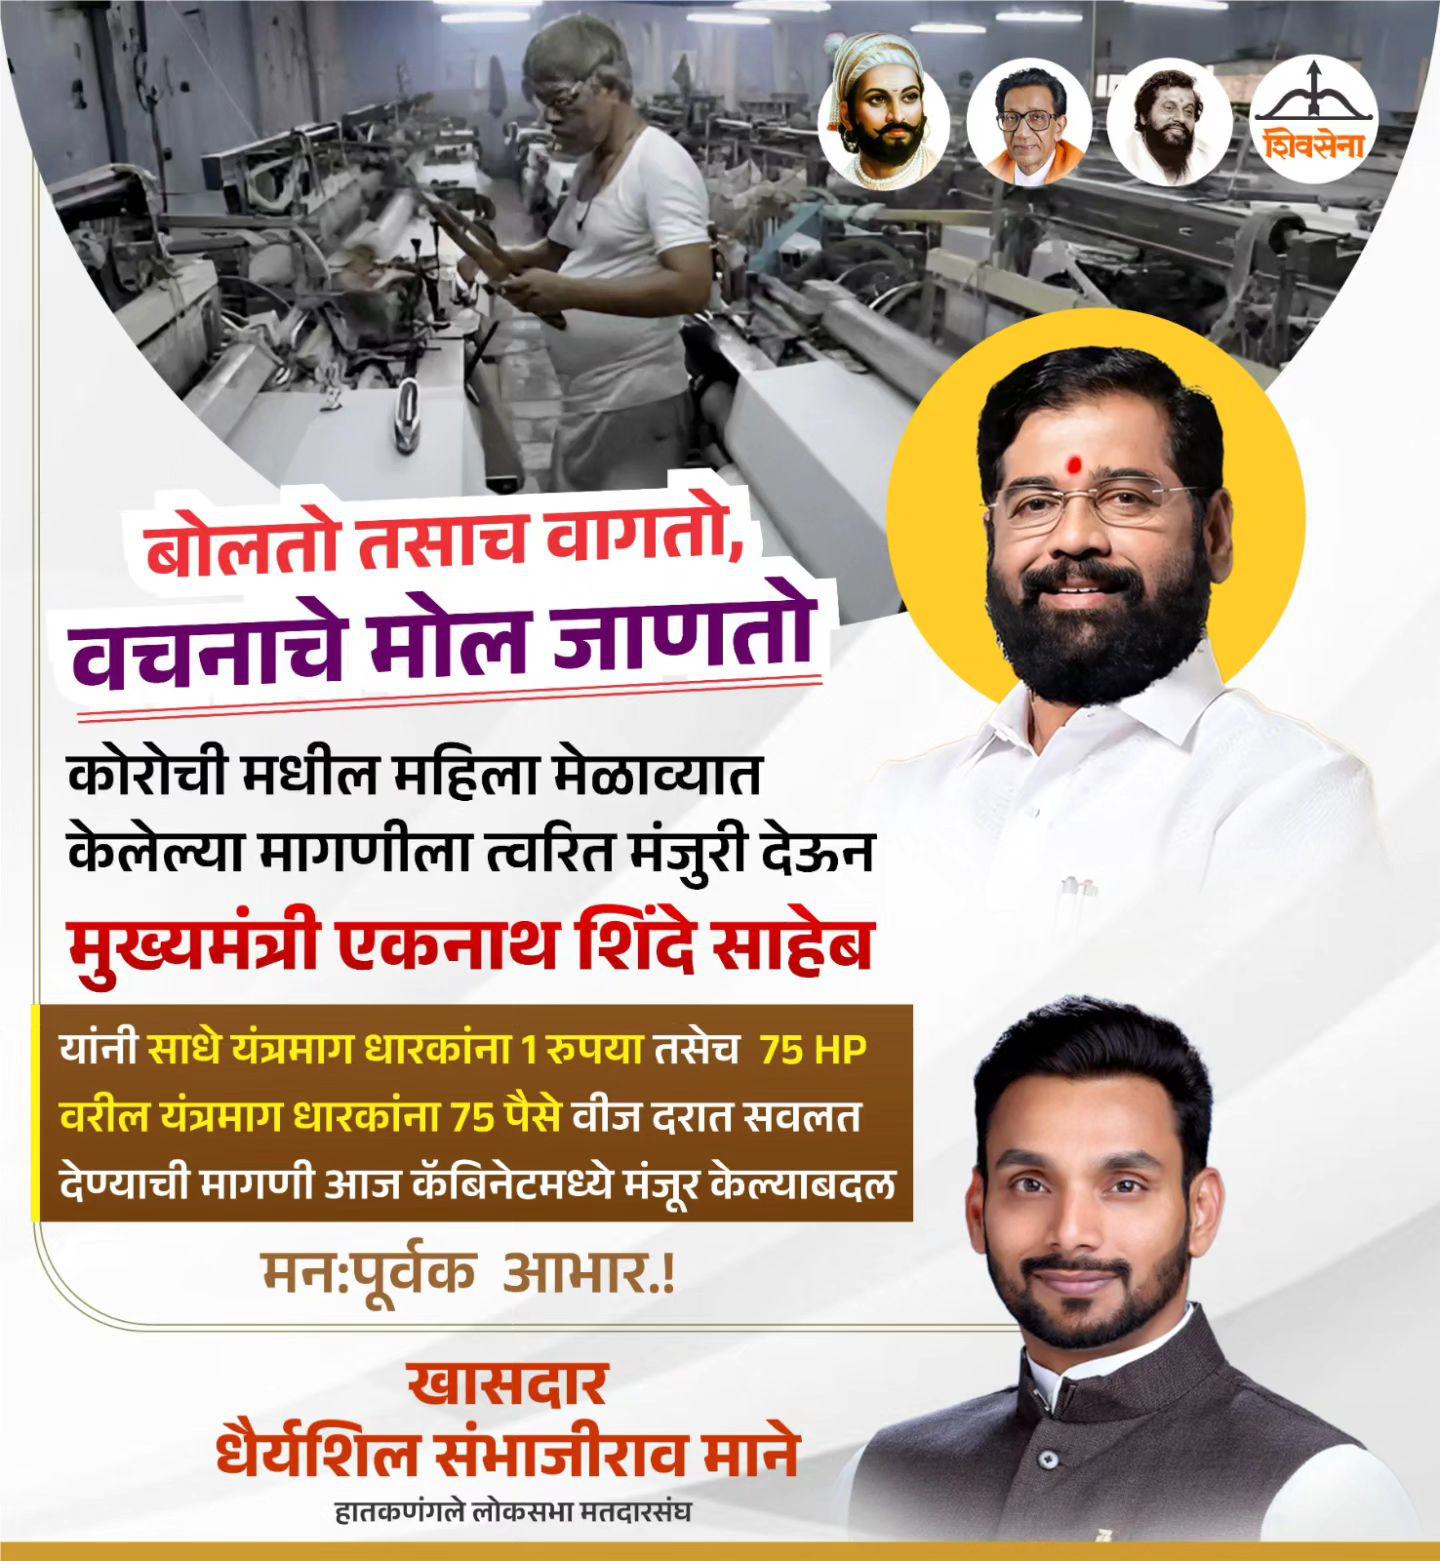 शिवसेना
बोलतो तसाच वागतो,
वचनाचे मोल जाणतो
कोरोची मधील महिला मेळाव्यात
केलेल्या मागणीला त्वरित मंजुरी देऊन
मुख्यमंत्री एकनाथ शिंदे साहेब
यांनी साधे यंत्रमाग धारकांना 1 रुपया तसेच 75 HP
वरील यंत्रमाग धारकांना 75 पैसे वीज दरात सवलत
देण्याची मागणी आज कॅबिनेटमध्ये मंजूर केल्याबदल
मन:पूर्वक आभार.!
खासदार
धैर्यशिल संभाजीराव माने
हातकणंगले लोकसभा मतदारसंघ